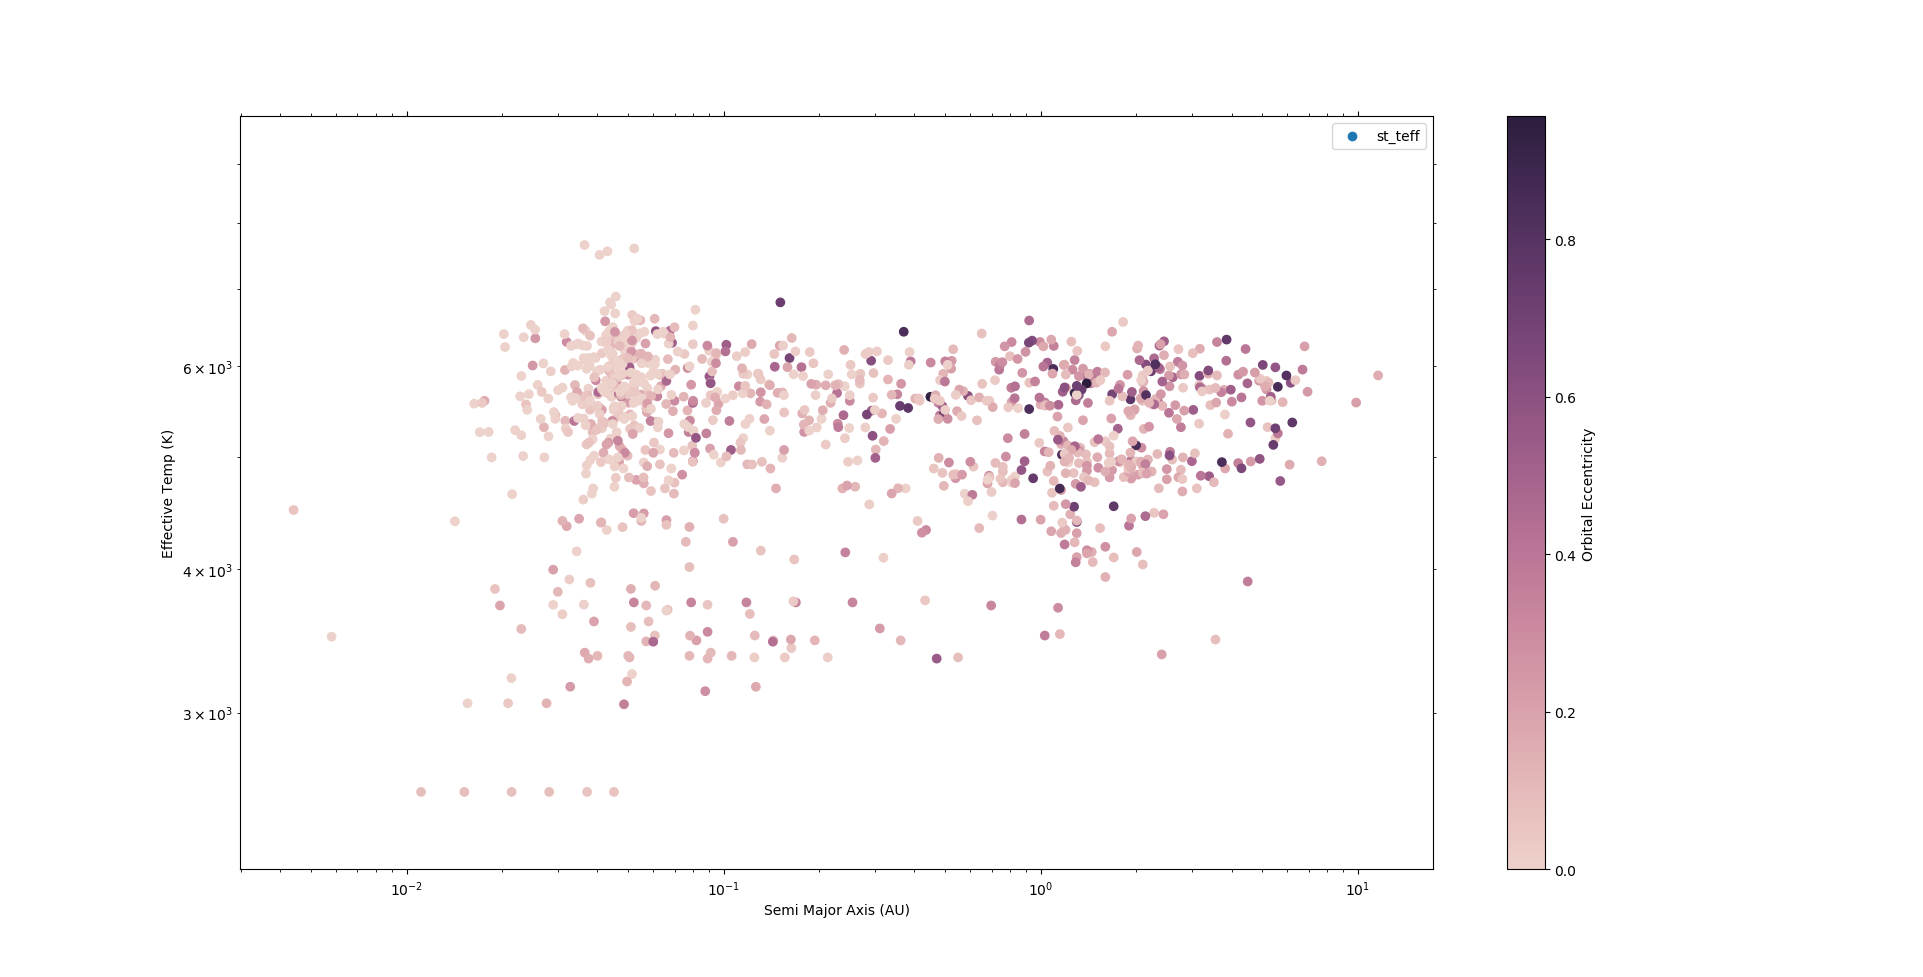 st_teff
Effective Temp (K)
6 × 10³
4 × 10³
3 × 10³
10⁻²
10⁻¹
10⁰
10¹
Semi Major Axis (AU)
0.8
0.6
0.4
0.2
0.0
Orbital Eccentricity